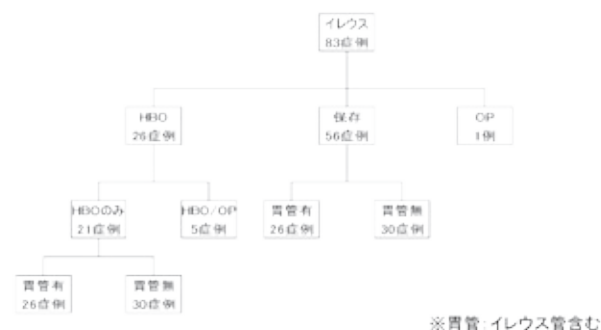 イレウス
83症例
HBO
26症例
保存
56症例
OP
1例
HBOのみ
21症例
HBO/OP
5症例
胃管有
26症例
胃管無
30症例
胃管有
26症例
胃管無
30症例
※胃管:イレウス管含む